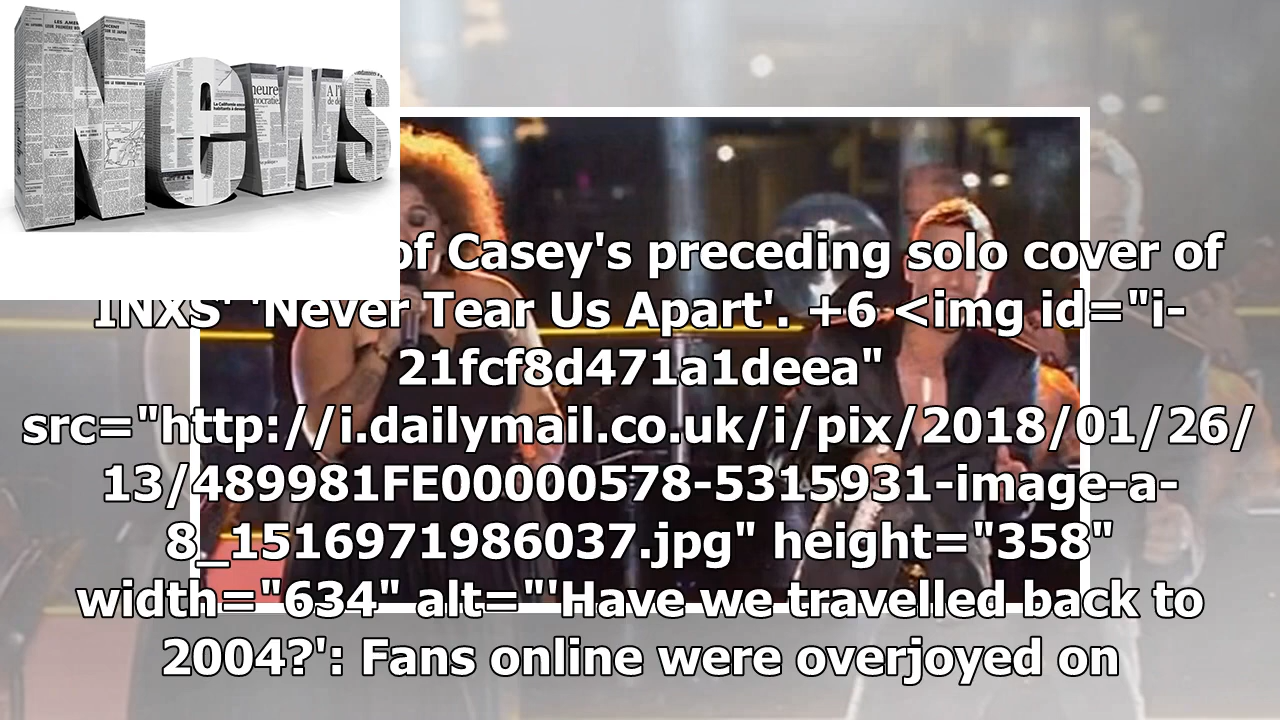 News
of Casey's preceding solo cover of
INXS' 'Never Tear Us Apart'. +6 <img id="i-
21fcf8d471a1deea"
src="http://i.dailymail.co.uk/i/pix/2018/01/26/
13/489981FE00000578-5315931-image-a-
8_1516971986037.jpg" height="358"
width="634" alt="'Have we travelled back to
2004?': Fans online were overjoyed on